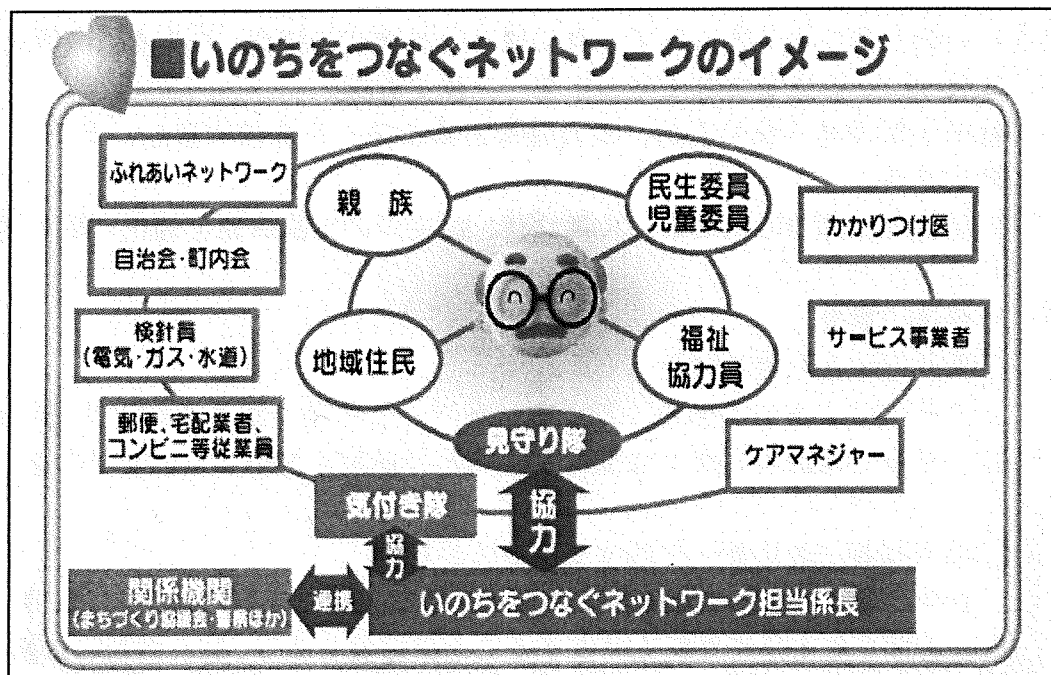 ■いのちをつなぐネットワークのイメージ
ふれあいネットワーク
親 族
民生委員
児童委員
かかりつけ医
自治会・町内会
検針員
(電気・ガス・水道)
地域住民
福祉
協力員
サービス事業者
郵便、宅配業者、
コンビニ等従業員
見守り隊
ケアマネジャー
気付き隊
協力
協力
関係機関
(まちづくり協議会・警察ほか)
連携
いのちをつなぐネットワーク担当係長